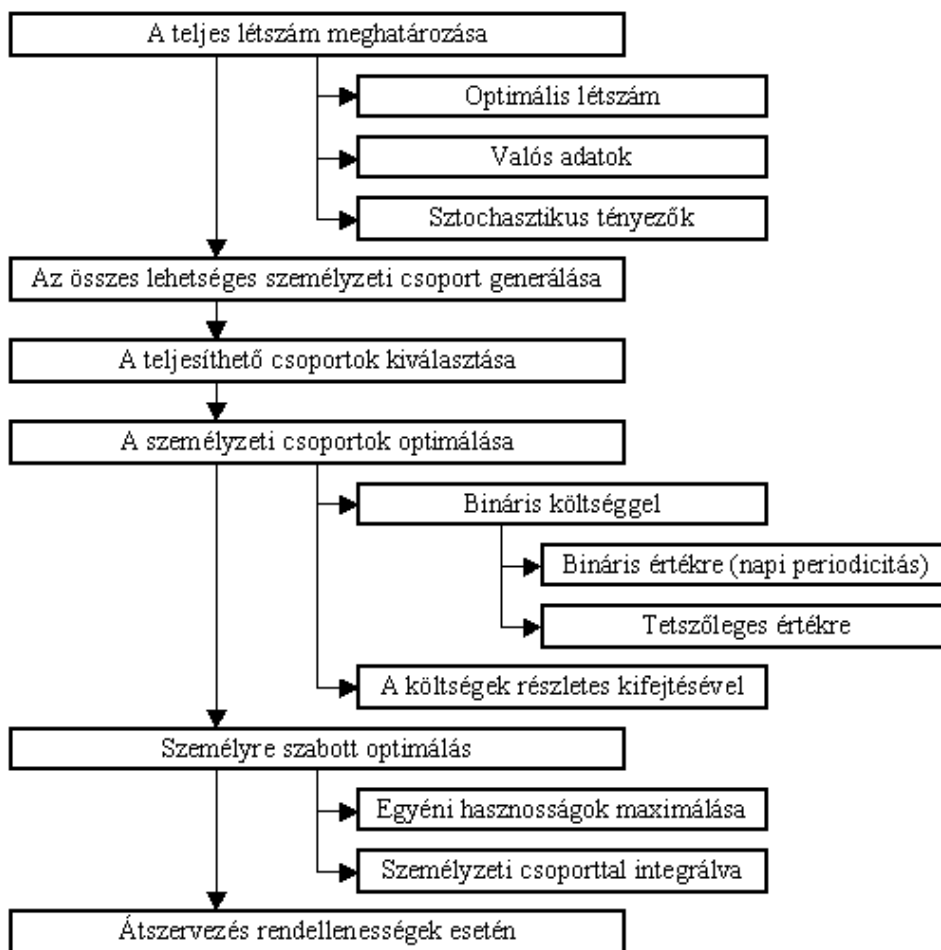 A teljes létszám meghatározása
Optimális létszám
Valós adatok
Sztochasztikus tényezők
Az összes lehetséges személyzeti csoport generálása
A teljesíthető csoportok kiválasztása
A személyzeti csoportok optimálása
Bináris költséggel
Bináris értékre (napi periodicitás)
Tetszőleges értékre
A költségek részletes kifejtésével
Személyre szabott optimálás
Egyéni hasznosságok maximálása
Személyzeti csoporttal integrálva
Átszervezés rendellenességek esetén